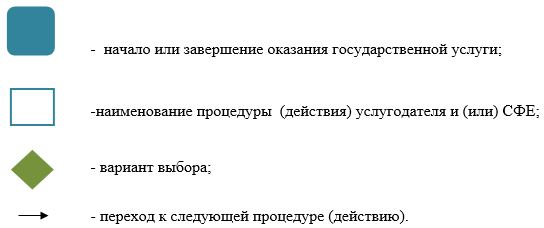 - начало или завершение оказания государственной услуги;
-наименование процедуры (действия) услугодателя и (или) СФЕ;
- вариант выбора;
- переход к следующей процедуре (действию).